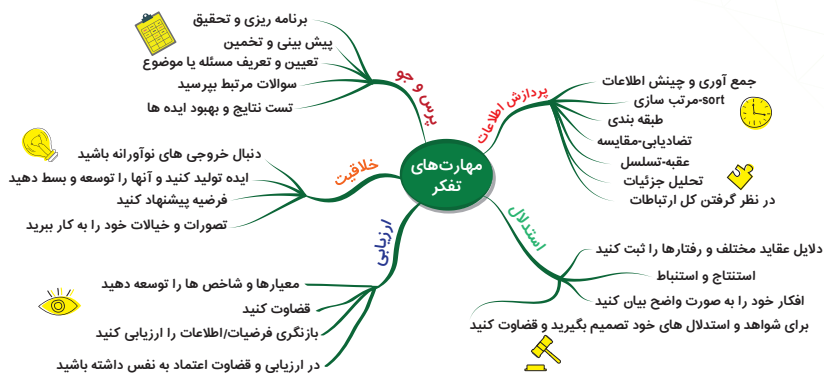 مهارت‌های
تفکر
پرس و جو
برنامه ریزی و تحقیق
پیش بینی و تخمین
تعیین و تعریف مسئله یا موضوع
سوالات مرتبط بپرسید
تست نتایج و بهبود ایده ها
پردازش اطلاعات
جمع آوری و چینش اطلاعات
sort-مرتب سازی
طبقه بندی
تضادیابی-مقایسه
عقبه-تسلسل
تحلیل جزئیات
در نظر گرفتن کل ارتباطات
خلاقیت
دنبال خروجی های نوآورانه باشید
ایده تولید کنید و آنها را توسعه و بسط دهید
فرضیه پیشنهاد کنید
تصورات و خیالات خود را به کار ببرید
استدلال
دلایل عقاید مختلف و رفتارها را ثبت کنید
استنتاج و استنباط
افکار خود را به صورت واضح بیان کنید
برای شواهد و استدلال های خود تصمیم بگیرید و قضاوت کنید
ارزیابی
معیارها و شاخص ها را توسعه دهید
قضاوت کنید
بازنگری فرضیات/اطلاعات را ارزیابی کنید
در ارزیابی و قضاوت اعتماد به نفس داشته باشید